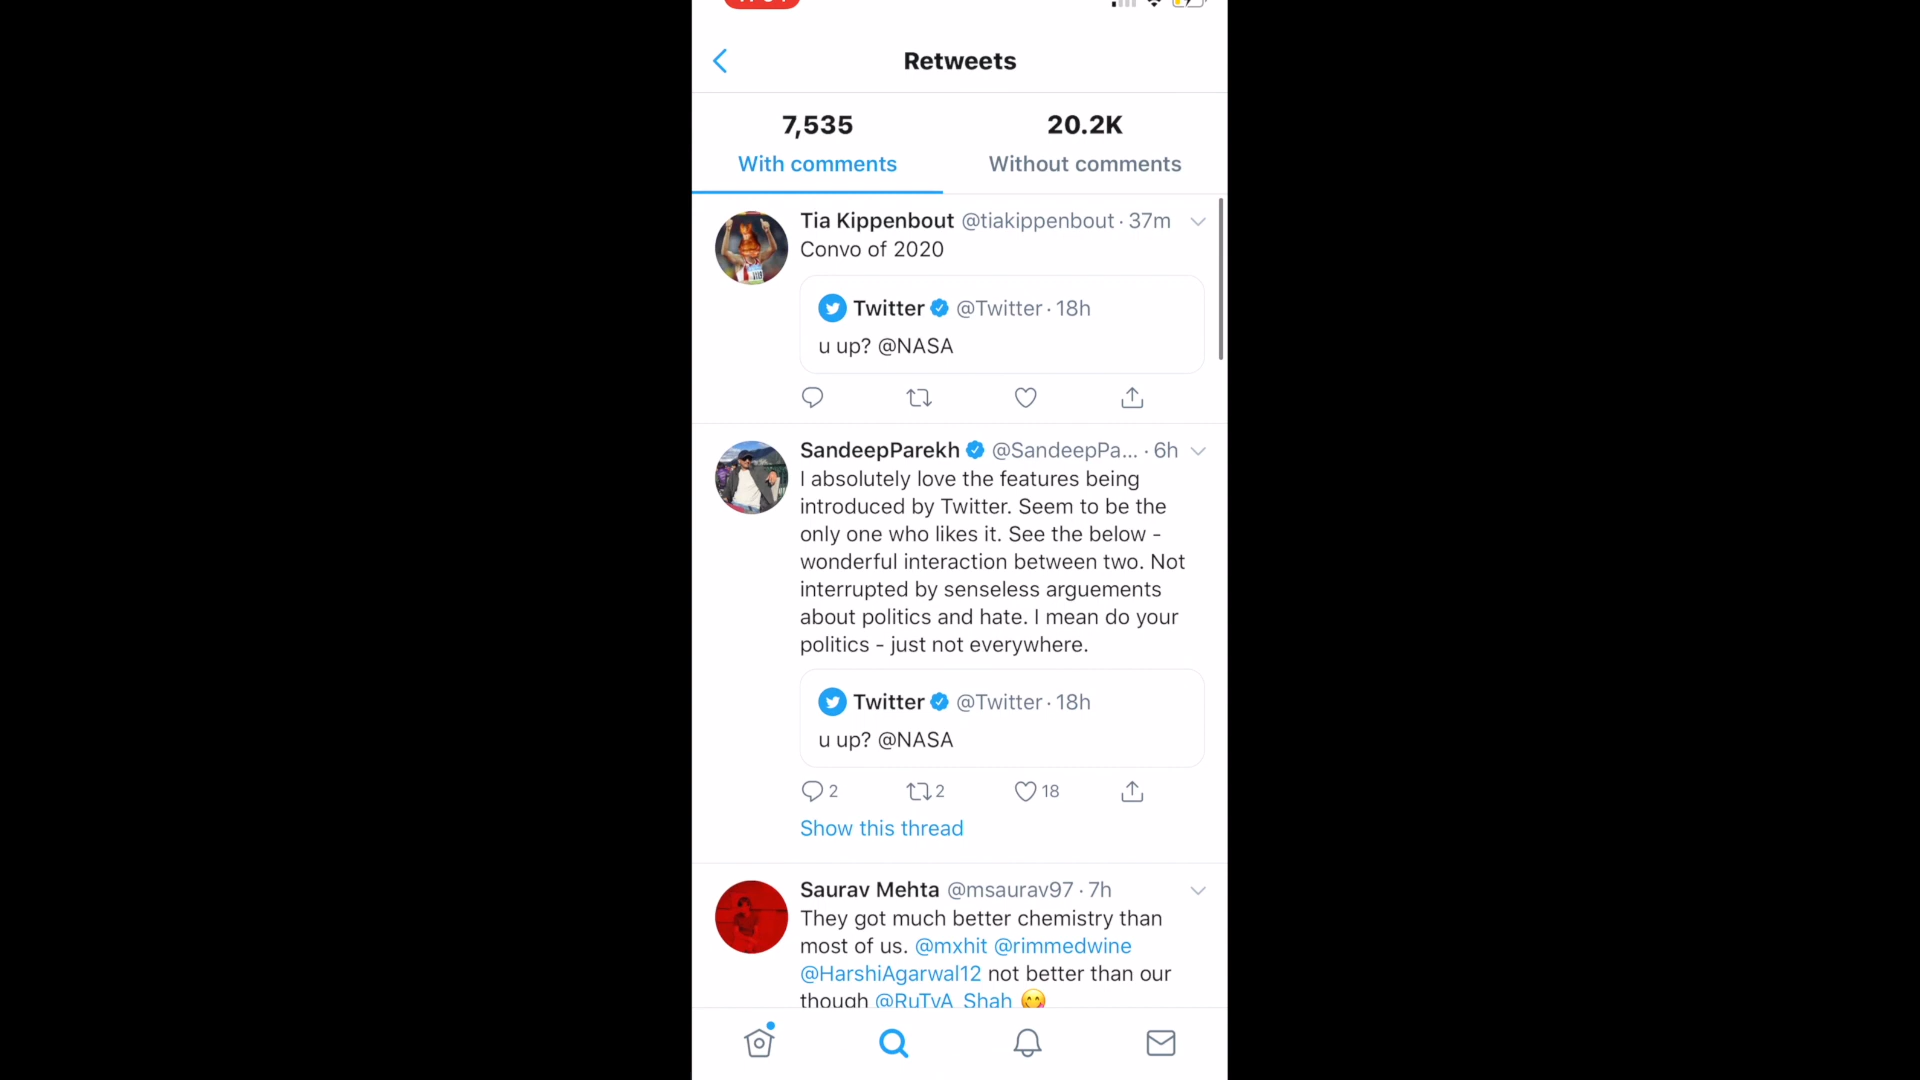 Retweets
7,535 20.2K
With comments Without comments
Tia Kippenbout @tiakippenbout · 37m
Convo of 2020
Twitter @Twitter · 18h
u up? @NASA
SandeepParekh @SandeepPa... · 6h
I absolutely love the features being
introduced by Twitter. Seem to be the
only one who likes it. See the below -
wonderful interaction between two. Not
interrupted by senseless arguements
about politics and hate. I mean do your
politics - just not everywhere.
Twitter @Twitter · 18h
u up? @NASA
2 2 18
Show this thread
Saurav Mehta @msaurav97 · 7h
They got much better chemistry than
most of us. @mxhit @rimmedwine
@HarshiAgarwal12 not better than our
though @RuTvA_Shah 😋